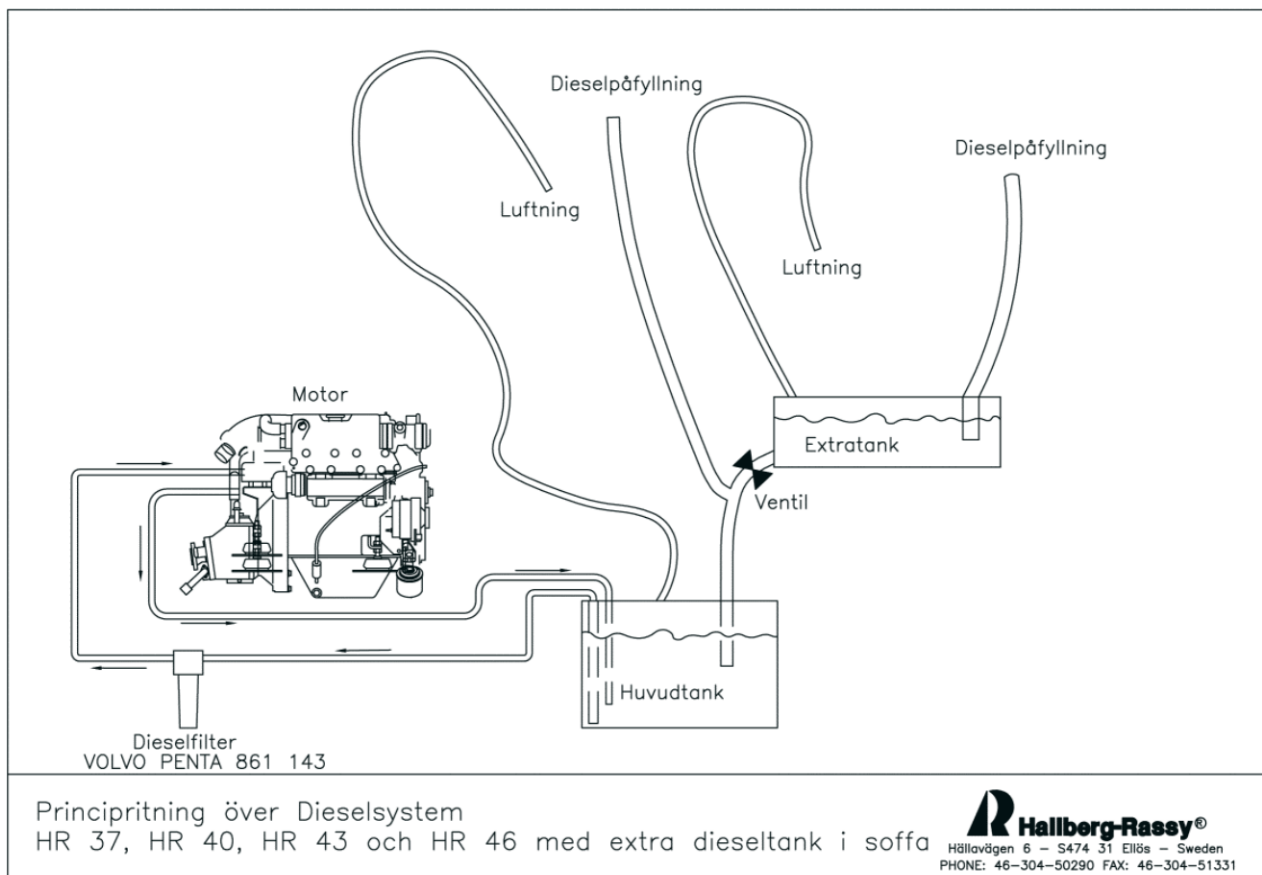 Dieselpåfyllning
Dieselpåfyllning
Luftning
Luftning
Motor
Extratank
Ventil
Huvudtank
Dieselfilter
VOLVO PENTA 861 143
Principritning över Dieselsystem
HR 37, HR 40, HR 43 och HR 46 med extra dieseltank i soffa
Hallberg-Rassy®
Hällavägen 6 – S474 31 Ellös – Sweden
PHONE: 46-304-50290 FAX: 46-304-51331